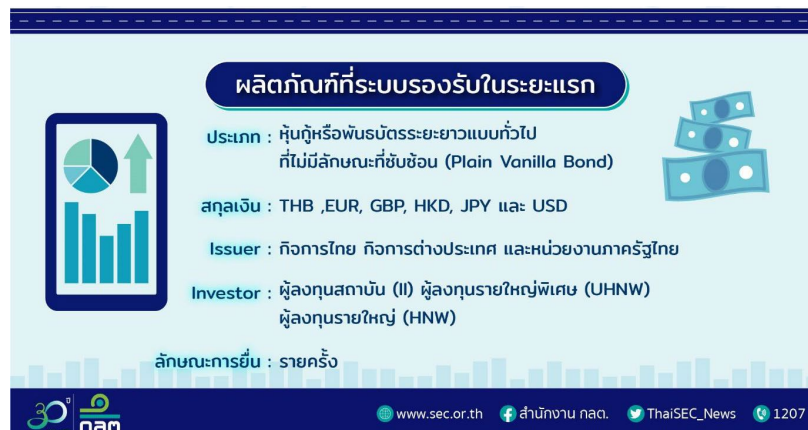 ผลิตภัณฑ์ที่ระบบรองรับในระยะแรก
ประเภท : หุ้นกู้หรือพันธบัตรระยะยาวแบบทั่วไป
ที่ไม่มีลักษณะที่ซับซ้อน (Plain Vanilla Bond)
สกุลเงิน : THB ,EUR, GBP, HKD, JPY และ USD
Issuer : กิจการไทย กิจการต่างประเทศ และหน่วยงานภาครัฐไทย
Investor : ผู้ลงทุนสถาบัน (II) ผู้ลงทุนรายใหญ่พิเศษ (UHNW)
ผู้ลงทุนรายใหญ่ (HNW)
ลักษณะการยื่น : รายครั้ง
30 ปี กลต www.sec.or.th สำนักงาน กลต. ThaiSEC_News 1207